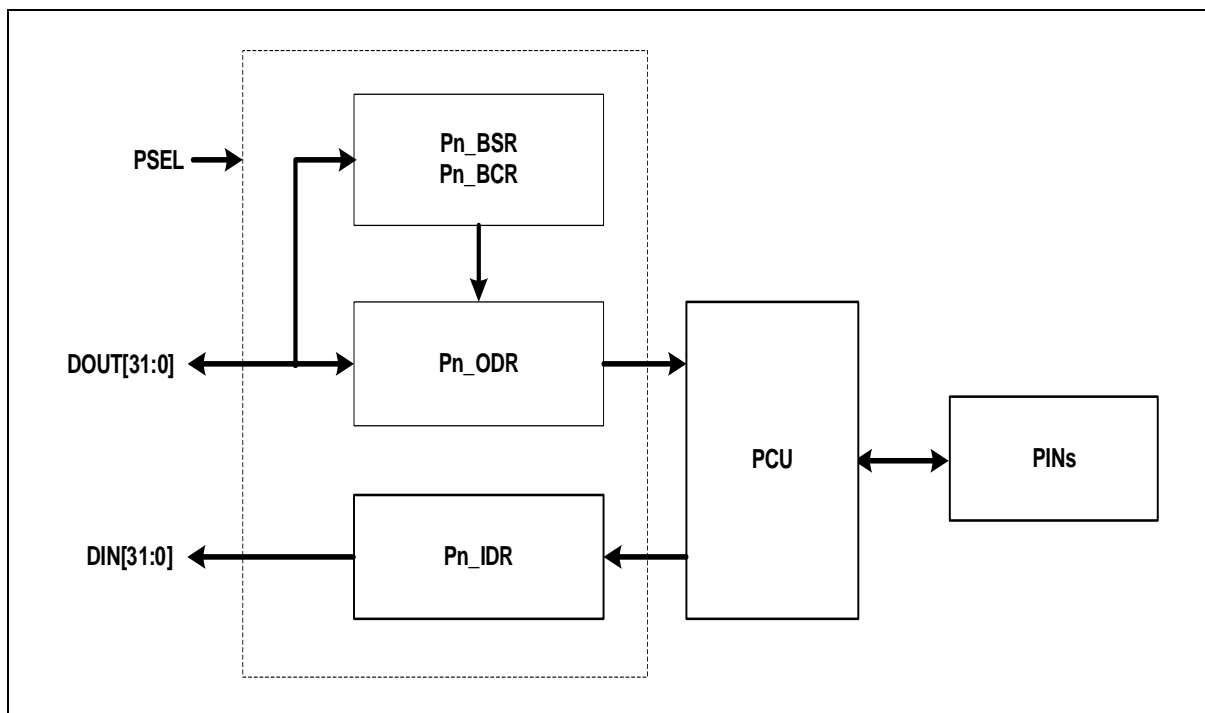 Pn_BSR
Pn_BCR
PSEL
DOUT[31:0]
Pn_ODR
PCU
PINs
DIN[31:0]
Pn_IDR